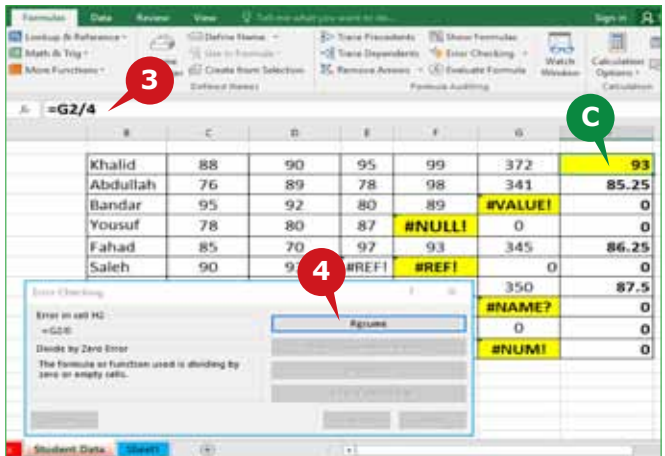 Formulas Data Review View Tell me what you want to do... Sign in
Lookup & Reference Define Name Trace Precedents Show Formulas
Math & Trig Use in Formula Trace Dependents Error Checking Watch Window Calculation Options
More Functions Create from Selection Remove Arrows Evaluate Formula
Defined Names Formula Auditing Calculation
3
=G2/4
C
B C D E F G
Khalid 88 90 95 99 372 93
Abdullah 76 89 78 98 341 85.25
Bandar 95 92 80 89 #VALUE! 0
Yousuf 78 80 87 #NULL! 0 0
Fahad 85 70 97 93 345 86.25
Saleh 90 #REF! #REF! 0 0
4
350 87.5
#NAME? 0
0 0
#NUM! 0
Error Checking
Error in cell H2
=G2/0
Resume
Divide by Zero Error
The formula or function used is dividing by
zero or empty cells.
Student Data Sheet1